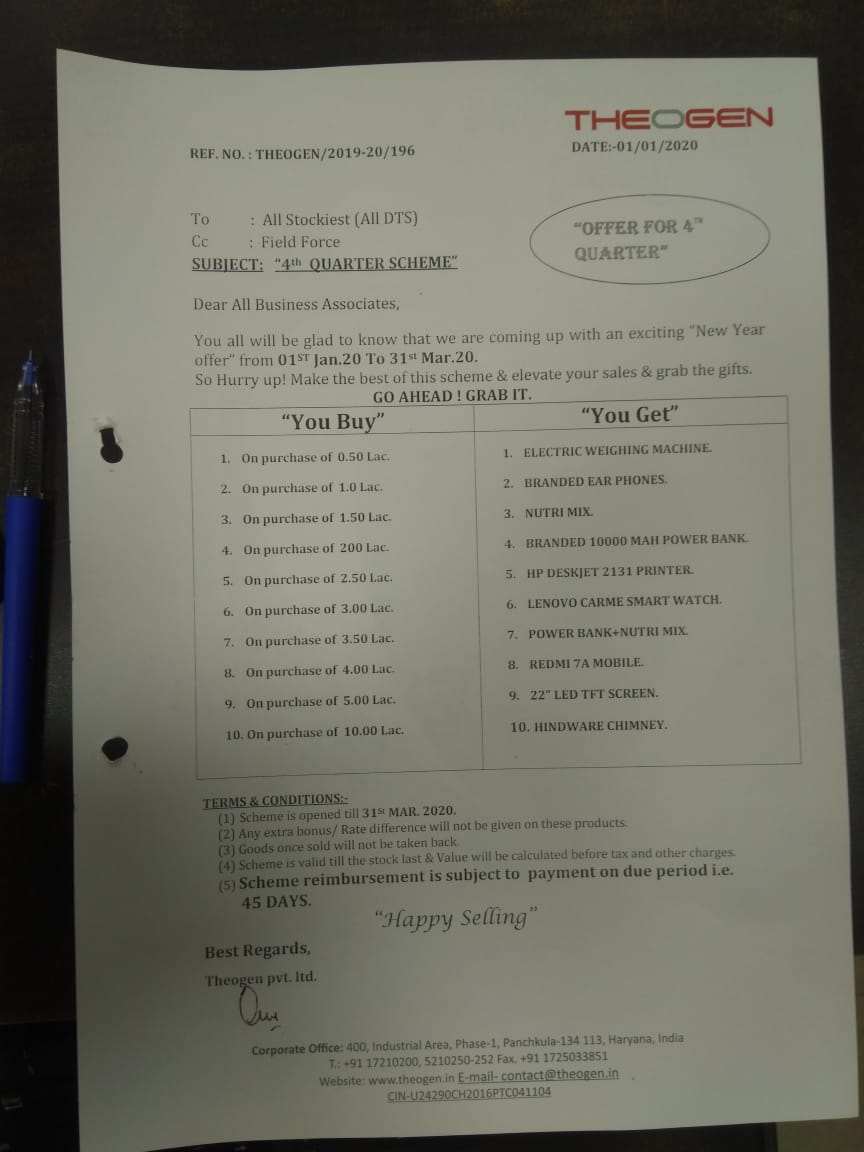 THEOGEN
REF. NO. : THEOGEN/2019-20/196
DATE:-01/01/2020
To : All Stockiest (All DTS)
Cc : Field Force
"OFFER FOR 4TH
QUARTER"
SUBJECT: "4th QUARTER SCHEME"
Dear All Business Associates,
You all will be glad to know that we are coming up with an exciting "New Year
offer" from 01ST Jan.20 To 31st Mar.20.
So Hurry up! Make the best of this scheme & elevate your sales & grab the gifts.
GO AHEAD ! GRAB IT.
"You Buy" "You Get"
1. On purchase of 0.50 Lac. 1. ELECTRIC WEIGHING MACHINE.
2. On purchase of 1.0 Lac. 2. BRANDED EAR PHONES.
3. On purchase of 1.50 Lac. 3. NUTRI MIX.
4. On purchase of 200 Lac. 4. BRANDED 10000 MAH POWER BANK.
5. On purchase of 2.50 Lac. 5. HP DESKJET 2131 PRINTER.
6. On purchase of 3.00 Lac. 6. LENOVO CARME SMART WATCH.
7. On purchase of 3.50 Lac. 7. POWER BANK+NUTRI MIX.
8. On purchase of 4.00 Lac. 8. REDMI 7A MOBILE.
9. On purchase of 5.00 Lac. 9. 22" LED TFT SCREEN.
10. On purchase of 10.00 Lac. 10. HINDWARE CHIMNEY.
TERMS & CONDITIONS:-
(1) Scheme is opened till 31st MAR. 2020.
(2) Any extra bonus/ Rate difference will not be given on these products.
(3) Goods once sold will not be taken back.
(4) Scheme is valid till the stock last & Value will be calculated before tax and other charges.
(5) Scheme reimbursement is subject to payment on due period i.e.
45 DAYS.
"Happy Selling"
Best Regards,
Theogen pvt. ltd.
Corporate Office: 400, Industrial Area, Phase-1, Panchkula-134 113, Haryana, India
T.: +91 17210200, 5210250-252 Fax. +91 1725033851
Website: www.theogen.in E-mail- contact@theogen.in
CIN-U24290CH2016PTC041104